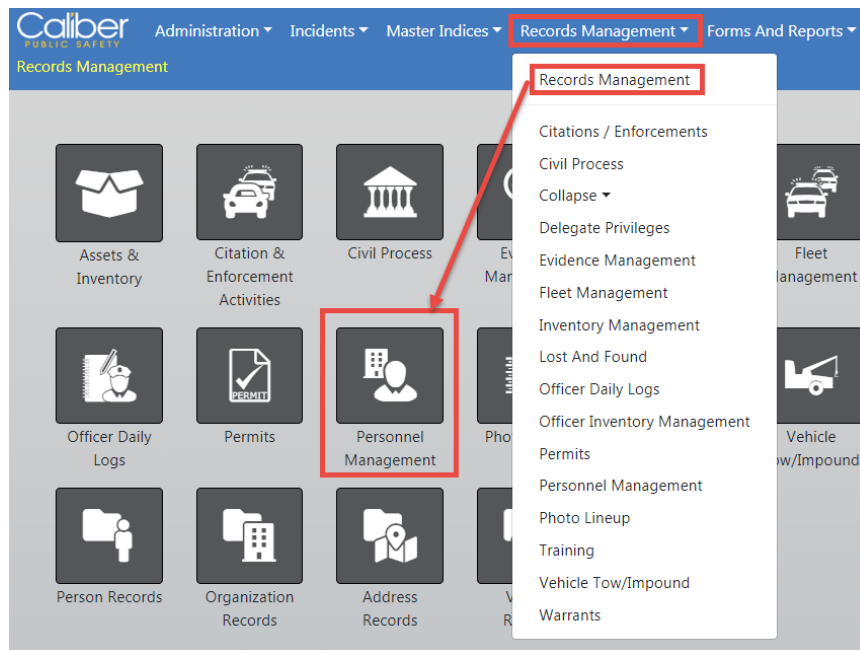 Caliber
PUBLIC SAFETY
Administration Incidents Master Indices Records Management Forms And Reports
Records Management
Records Management
Citations / Enforcements
Civil Process
Collapse
Delegate Privileges
Evidence Management
Fleet Management
Inventory Management
Lost And Found
Officer Daily Logs
Officer Inventory Management
Permits
Personnel Management
Photo Lineup
Training
Vehicle Tow/Impound
Warrants
Assets &
Inventory
Citation &
Enforcement
Activities
Civil Process
Fleet
PERMIT
Officer Daily
Logs
Permits
Personnel
Management
Vehicle
Person Records
Organization
Records
Address
Records